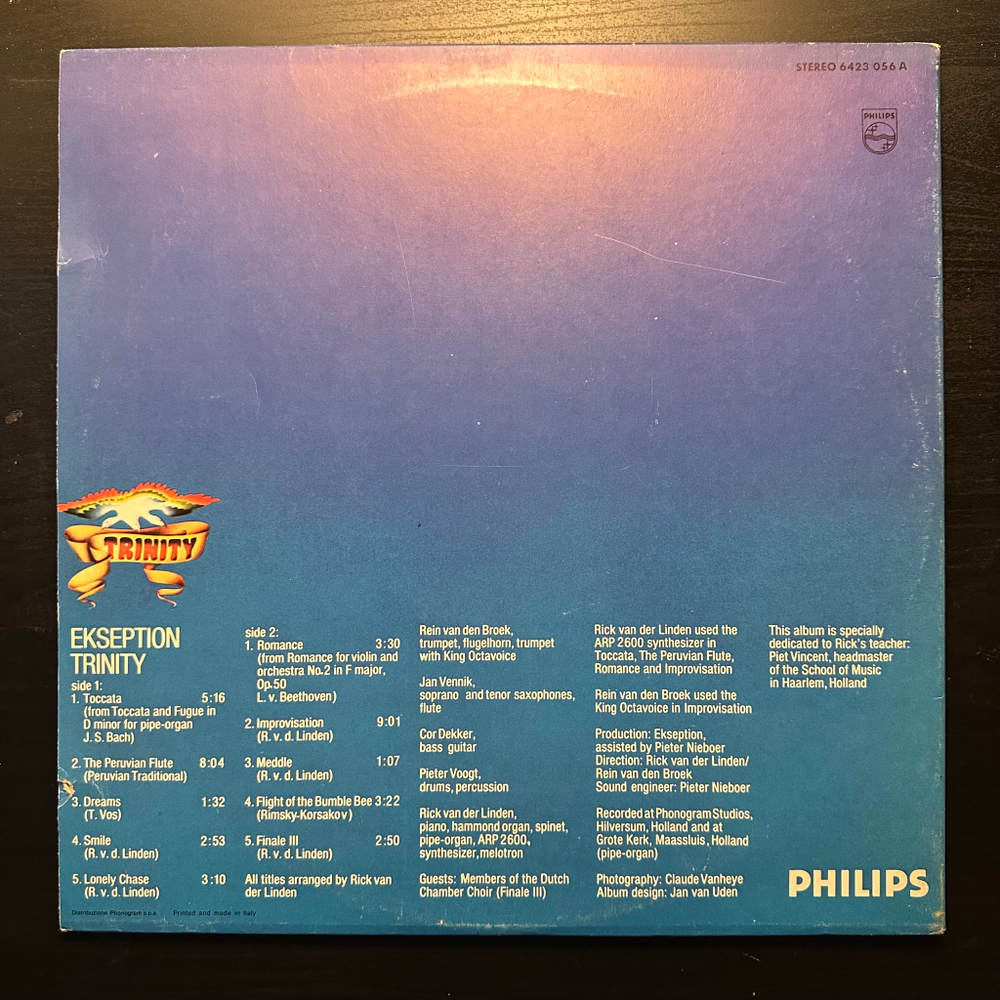 STEREO 6423 056 A
PHILIPS
TRINITY
EKSEPTION
TRINITY
side 1:
1. Toccata 5:16
(from Toccata and Fugue in
D minor for pipe-organ
J. S. Bach)
2. The Peruvian Flute 8:04
(Peruvian Traditional)
3. Dreams 1:32
(T. Vos)
4. Smile 2:53
(R. v. d. Linden)
5. Lonely Chase 3:10
(R. v. d. Linden)
side 2:
1. Romance 3:30
(from Romance for violin and
orchestra No. 2 in F major,
Op. 50
L. v. Beethoven)
2. Improvisation 9:01
(R. v. d. Linden)
3. Meddle 1:07
(R. v. d. Linden)
4. Flight of the Bumble Bee 3:22
(Rimsky-Korsakov)
5. Finale III 2:50
(R. v. d. Linden)
All titles arranged by Rick van
der Linden
Rein van den Broek,
trumpet, flugelhorn, trumpet
with King Octavoice
Jan Vennik,
soprano and tenor saxophones,
flute
Cor Dekker,
bass guitar
Pieter Voogt,
drums, percussion
Rick van der Linden,
piano, hammond organ, spinet,
pipe-organ, ARP 2600,
synthesizer, melotron
Guests: Members of the Dutch
Chamber Choir (Finale III)
Rick van der Linden used the
ARP 2600 synthesizer in
Toccata, The Peruvian Flute,
Romance and Improvisation
Rein van den Broek used the
King Octavoice in Improvisation
Production: Ekseption,
assisted by Pieter Nieboer
Direction: Rick van der Linden/
Rein van den Broek
Sound engineer: Pieter Nieboer
Recorded at Phonogram Studios,
Hilversum, Holland and at
Grote Kerk, Maassluis, Holland
(pipe-organ)
Photography: Claude Vanheye
Album design: Jan van Uden
This album is specially
dedicated to Rick's teacher:
Piet Vincent, headmaster
of the School of Music
in Haarlem, Holland
PHILIPS
Distribuzione Phonogram s.p.a. Printed and made in Italy